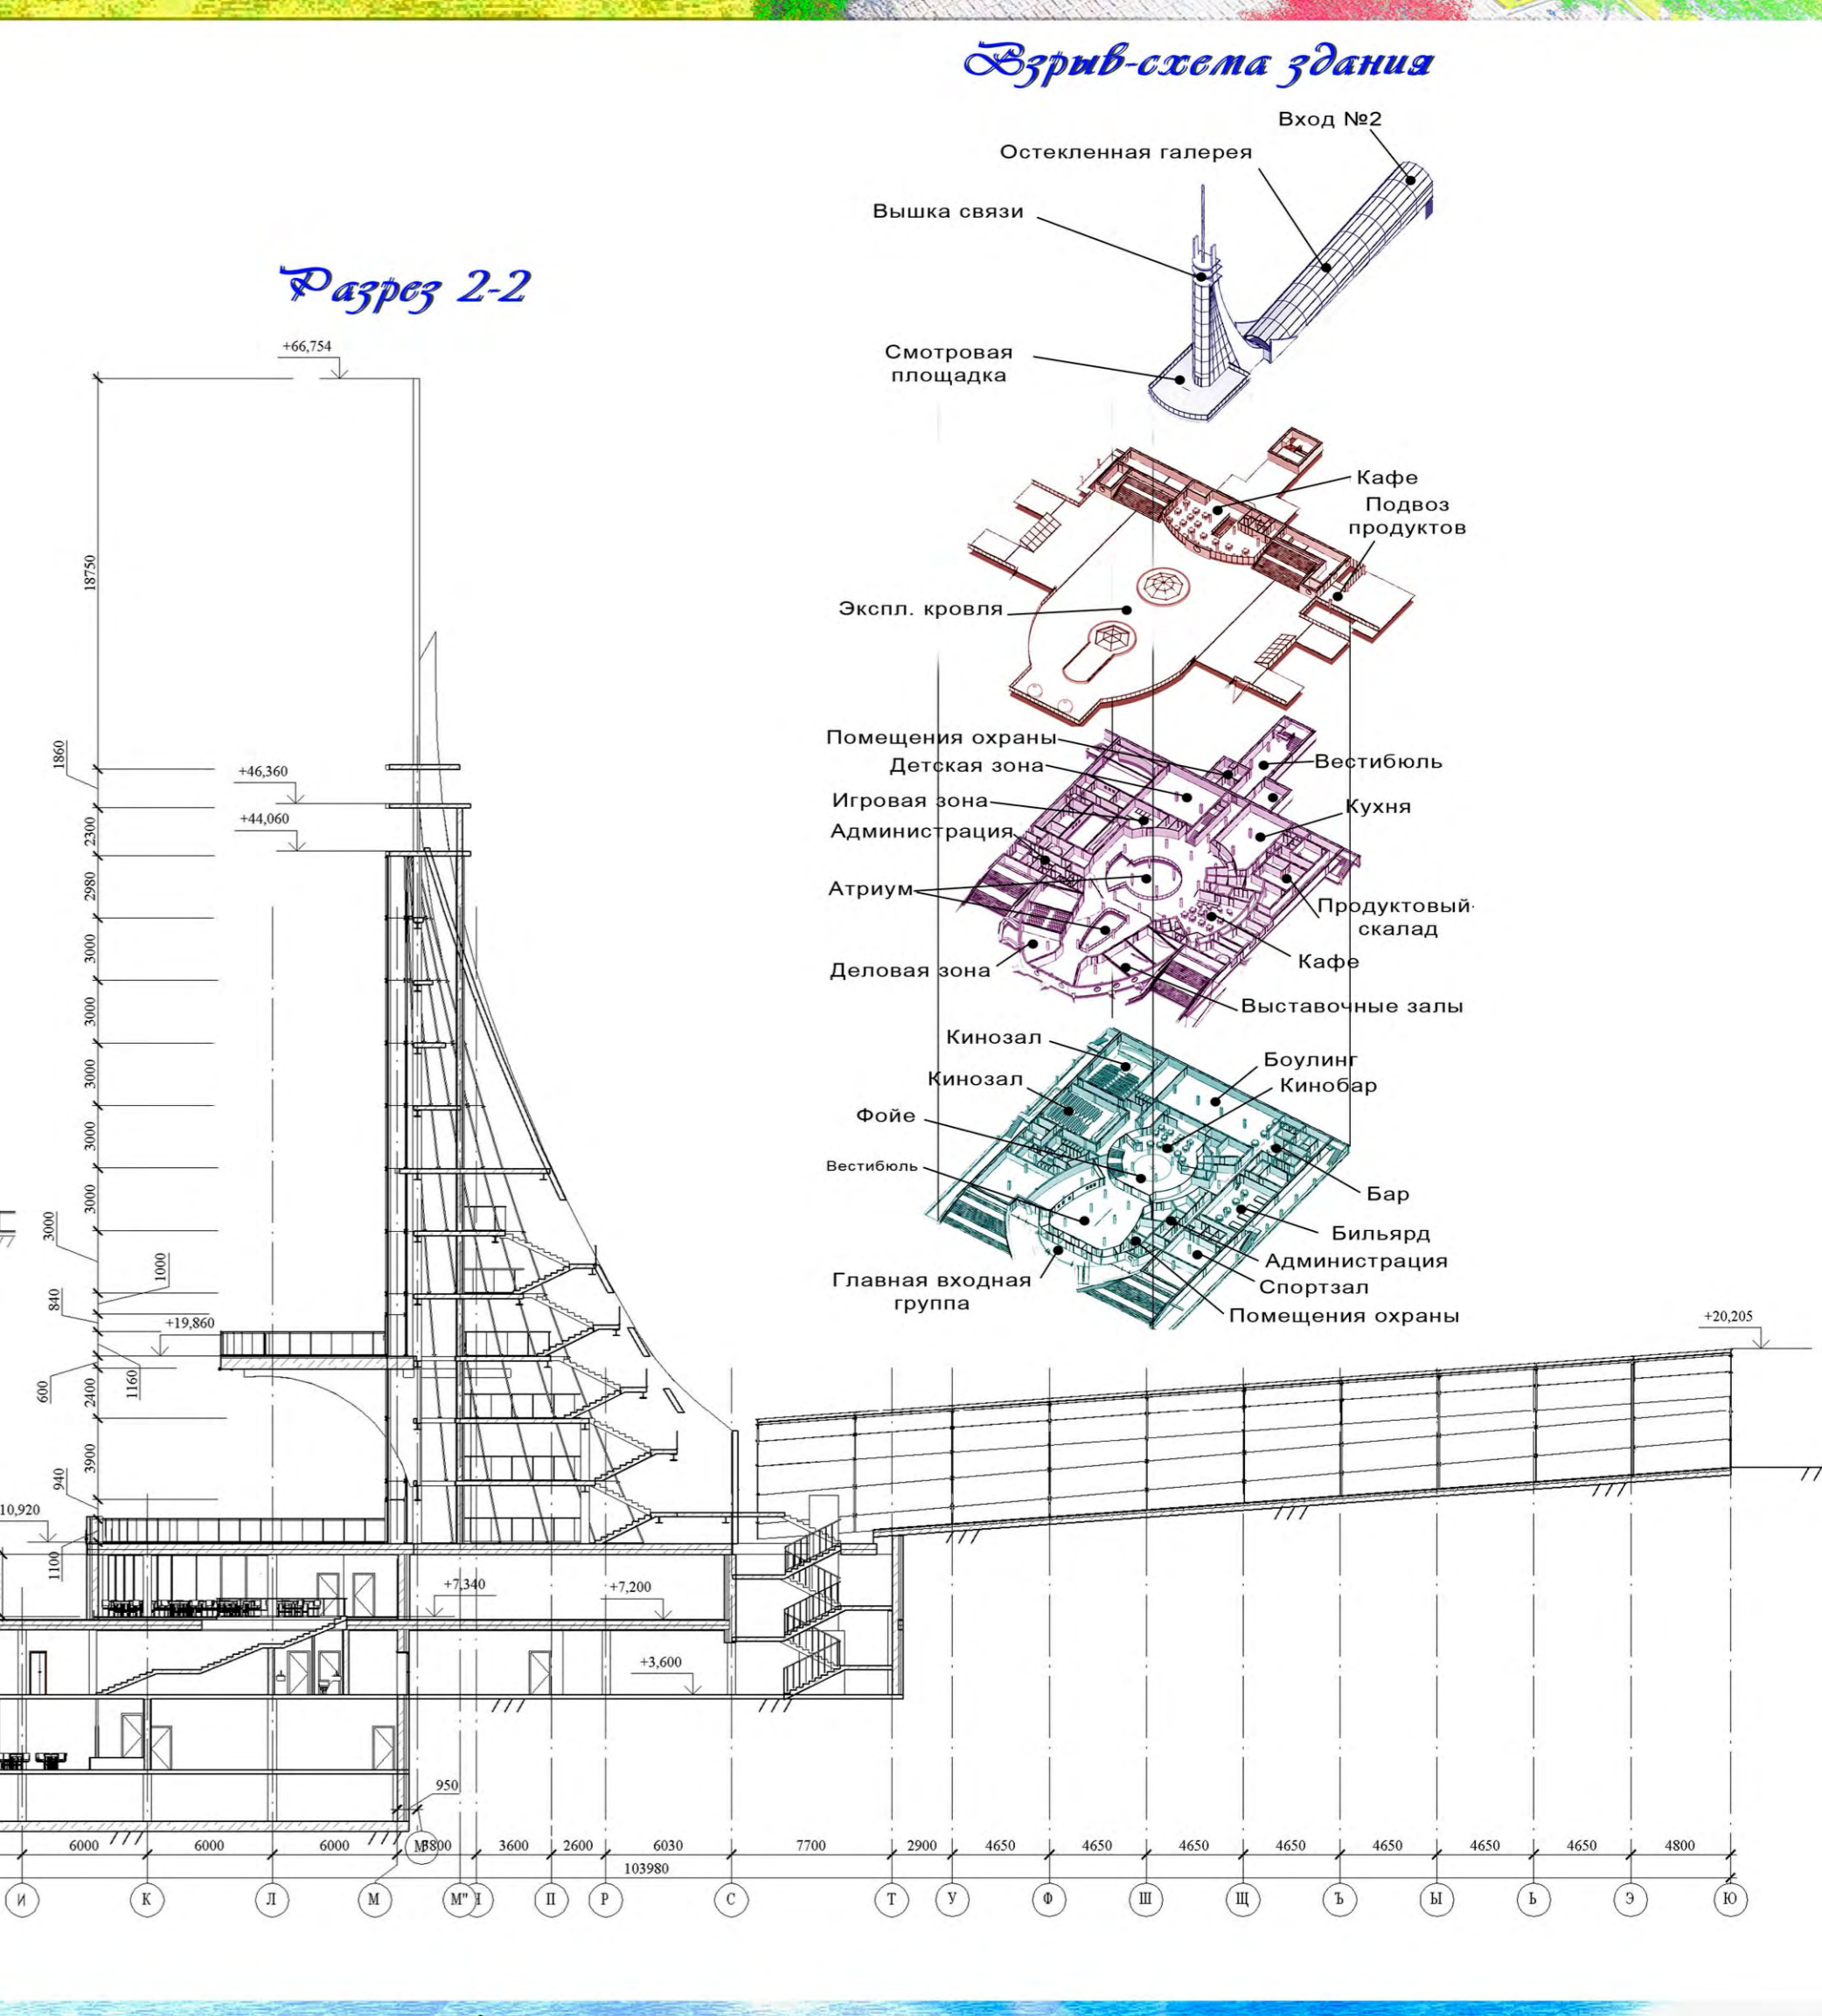 Взрыв-схема здания
Вход №2
Остекленная галерея
Вышка связи
Смотровая
площадка
Кафе
Подвоз
продуктов
Экспл. кровля
Помещения охраны
Детская зона
Игровая зона
Администрация
Атриум
Деловая зона
Вестибюль
Кухня
Продуктовый
скалад
Кафе
Выставочные залы
Кинозал
Кинозал
Фойе
Вестибюль
Главная входная
группа
Боулинг
Кинобар
Бар
Бильярд
Администрация
Спортзал
Помещения охраны
Разрез 2-2
+66,754
18750
1860
+46,360
2300
+44,060
2980
3000
3000
3000
3000
3000
3000
1000
840
+19,860
600
1160
2400
3900
940
10,920
1100
+7,340
+7,200
+3,600
+20,205
950
6000
6000
6000
3600
2600
6030
7700
2900
4650
4650
4650
4650
4650
4650
4650
4800
103980
И
К
Л
М
М"
П
Р
С
Т
У
Ф
Ш
Щ
Ъ
Ы
Ь
Э
Ю